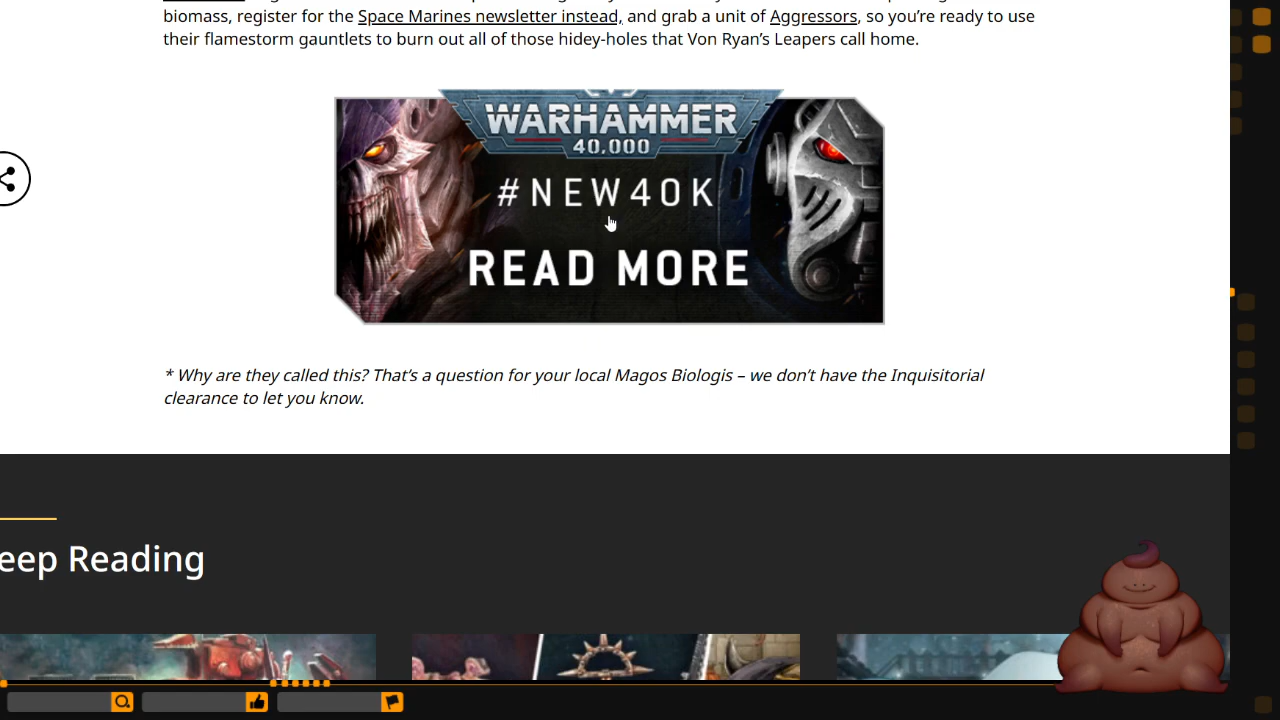 biomass, register for the Space Marines newsletter instead, and grab a unit of Aggressors, so you're ready to use
their flamestorm gauntlets to burn out all of those hidey-holes that Von Ryan's Leapers call home.
WARHAMMER
40,000
#NEW40K
READ MORE
* Why are they called this? That's a question for your local Magos Biologis – we don't have the Inquisitorial
clearance to let you know.
eep Reading